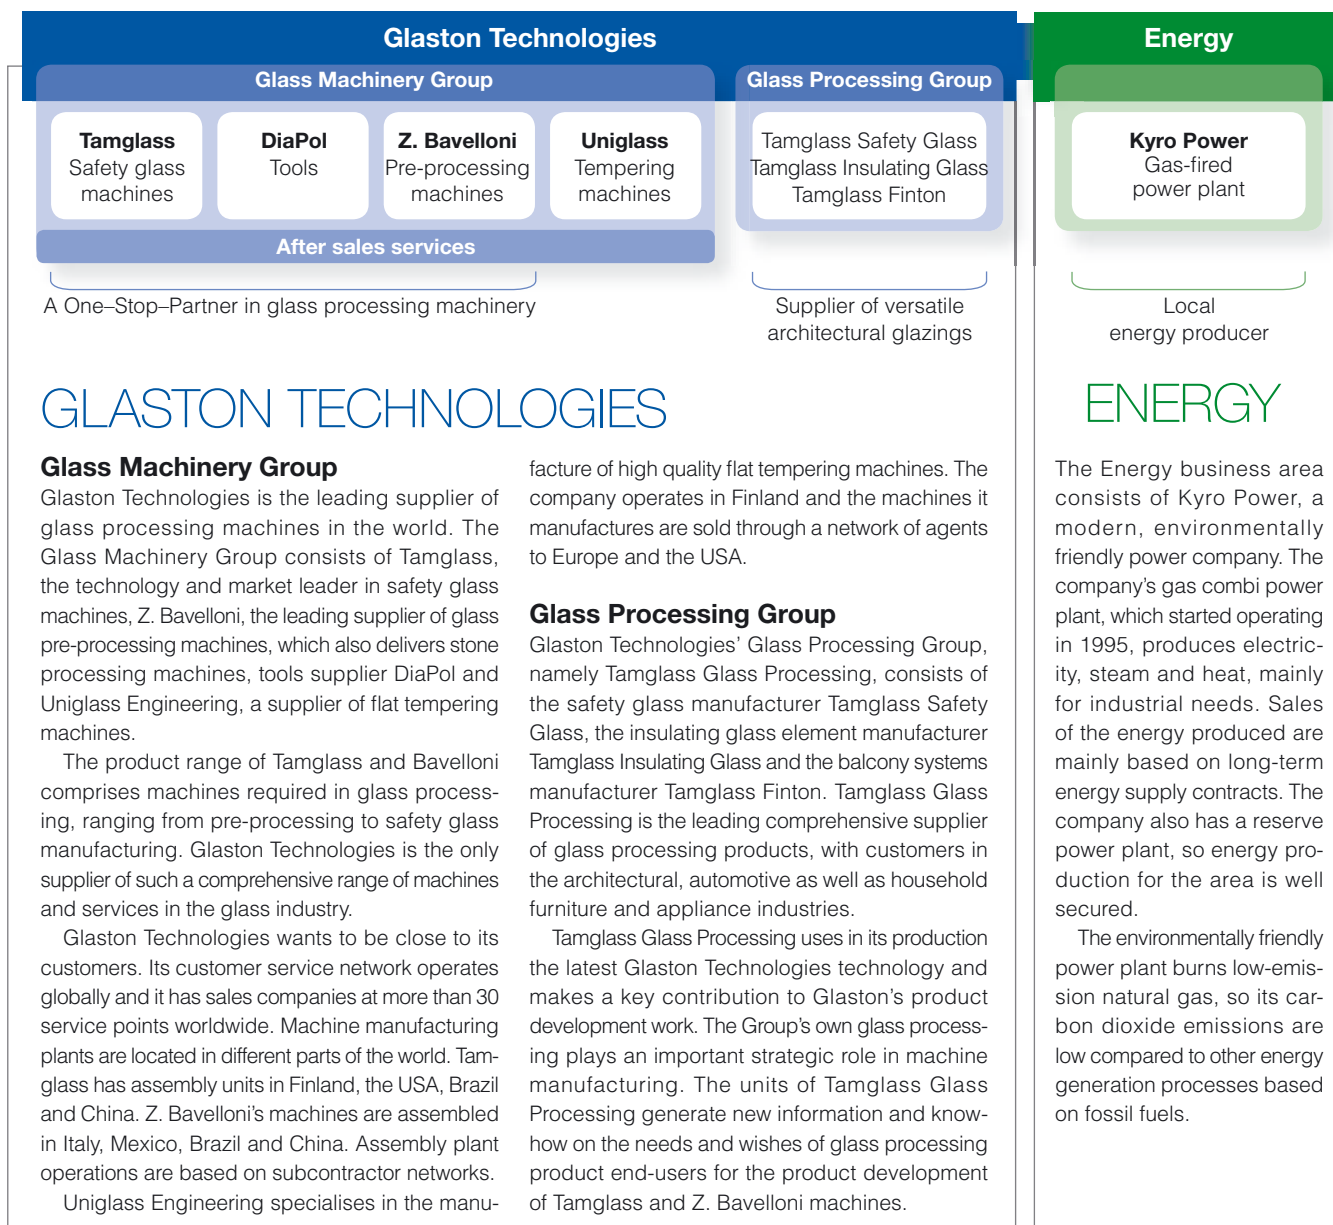 Glaston Technologies
Glass Machinery Group
Tamglass
Safety glass
machines
DiaPol
Tools
Z. Bavelloni
Pre-processing
machines
Uniglass
Tempering
machines
After sales services
A One–Stop–Partner in glass processing machinery
Glass Processing Group
Tamglass Safety Glass
Tamglass Insulating Glass
Tamglass Finton
Supplier of versatile
architectural glazings
Energy
Kyro Power
Gas-fired
power plant
Local
energy producer
GLASTON TECHNOLOGIES
Glass Machinery Group
Glaston Technologies is the leading supplier of
glass processing machines in the world. The
Glass Machinery Group consists of Tamglass,
the technology and market leader in safety glass
machines, Z. Bavelloni, the leading supplier of glass
pre-processing machines, which also delivers stone
processing machines, tools supplier DiaPol and
Uniglass Engineering, a supplier of flat tempering
machines.
The product range of Tamglass and Bavelloni
comprises machines required in glass process-
ing, ranging from pre-processing to safety glass
manufacturing. Glaston Technologies is the only
supplier of such a comprehensive range of machines
and services in the glass industry.
Glaston Technologies wants to be close to its
customers. Its customer service network operates
globally and it has sales companies at more than 30
service points worldwide. Machine manufacturing
plants are located in different parts of the world. Tam-
glass has assembly units in Finland, the USA, Brazil
and China. Z. Bavelloni’s machines are assembled
in Italy, Mexico, Brazil and China. Assembly plant
operations are based on subcontractor networks.
Uniglass Engineering specialises in the manu-
facture of high quality flat tempering machines. The
company operates in Finland and the machines it
manufactures are sold through a network of agents
to Europe and the USA.
Glass Processing Group
Glaston Technologies’ Glass Processing Group,
namely Tamglass Glass Processing, consists of
the safety glass manufacturer Tamglass Safety
Glass, the insulating glass element manufacturer
Tamglass Insulating Glass and the balcony systems
manufacturer Tamglass Finton. Tamglass Glass
Processing is the leading comprehensive supplier
of glass processing products, with customers in
the architectural, automotive as well as household
furniture and appliance industries.
Tamglass Glass Processing uses in its production
the latest Glaston Technologies technology and
makes a key contribution to Glaston’s product
development work. The Group’s own glass process-
ing plays an important strategic role in machine
manufacturing. The units of Tamglass Glass
Processing generate new information and know-
how on the needs and wishes of glass processing
product end-users for the product development
of Tamglass and Z. Bavelloni machines.
ENERGY
The Energy business area
consists of Kyro Power, a
modern, environmentally
friendly power company. The
company’s gas combi power
plant, which started operating
in 1995, produces electric-
ity, steam and heat, mainly
for industrial needs. Sales
of the energy produced are
mainly based on long-term
energy supply contracts. The
company also has a reserve
power plant, so energy pro-
duction for the area is well
secured.
The environmentally friendly
power plant burns low-emis-
sion natural gas, so its car-
bon dioxide emissions are
low compared to other energy
generation processes based
on fossil fuels.